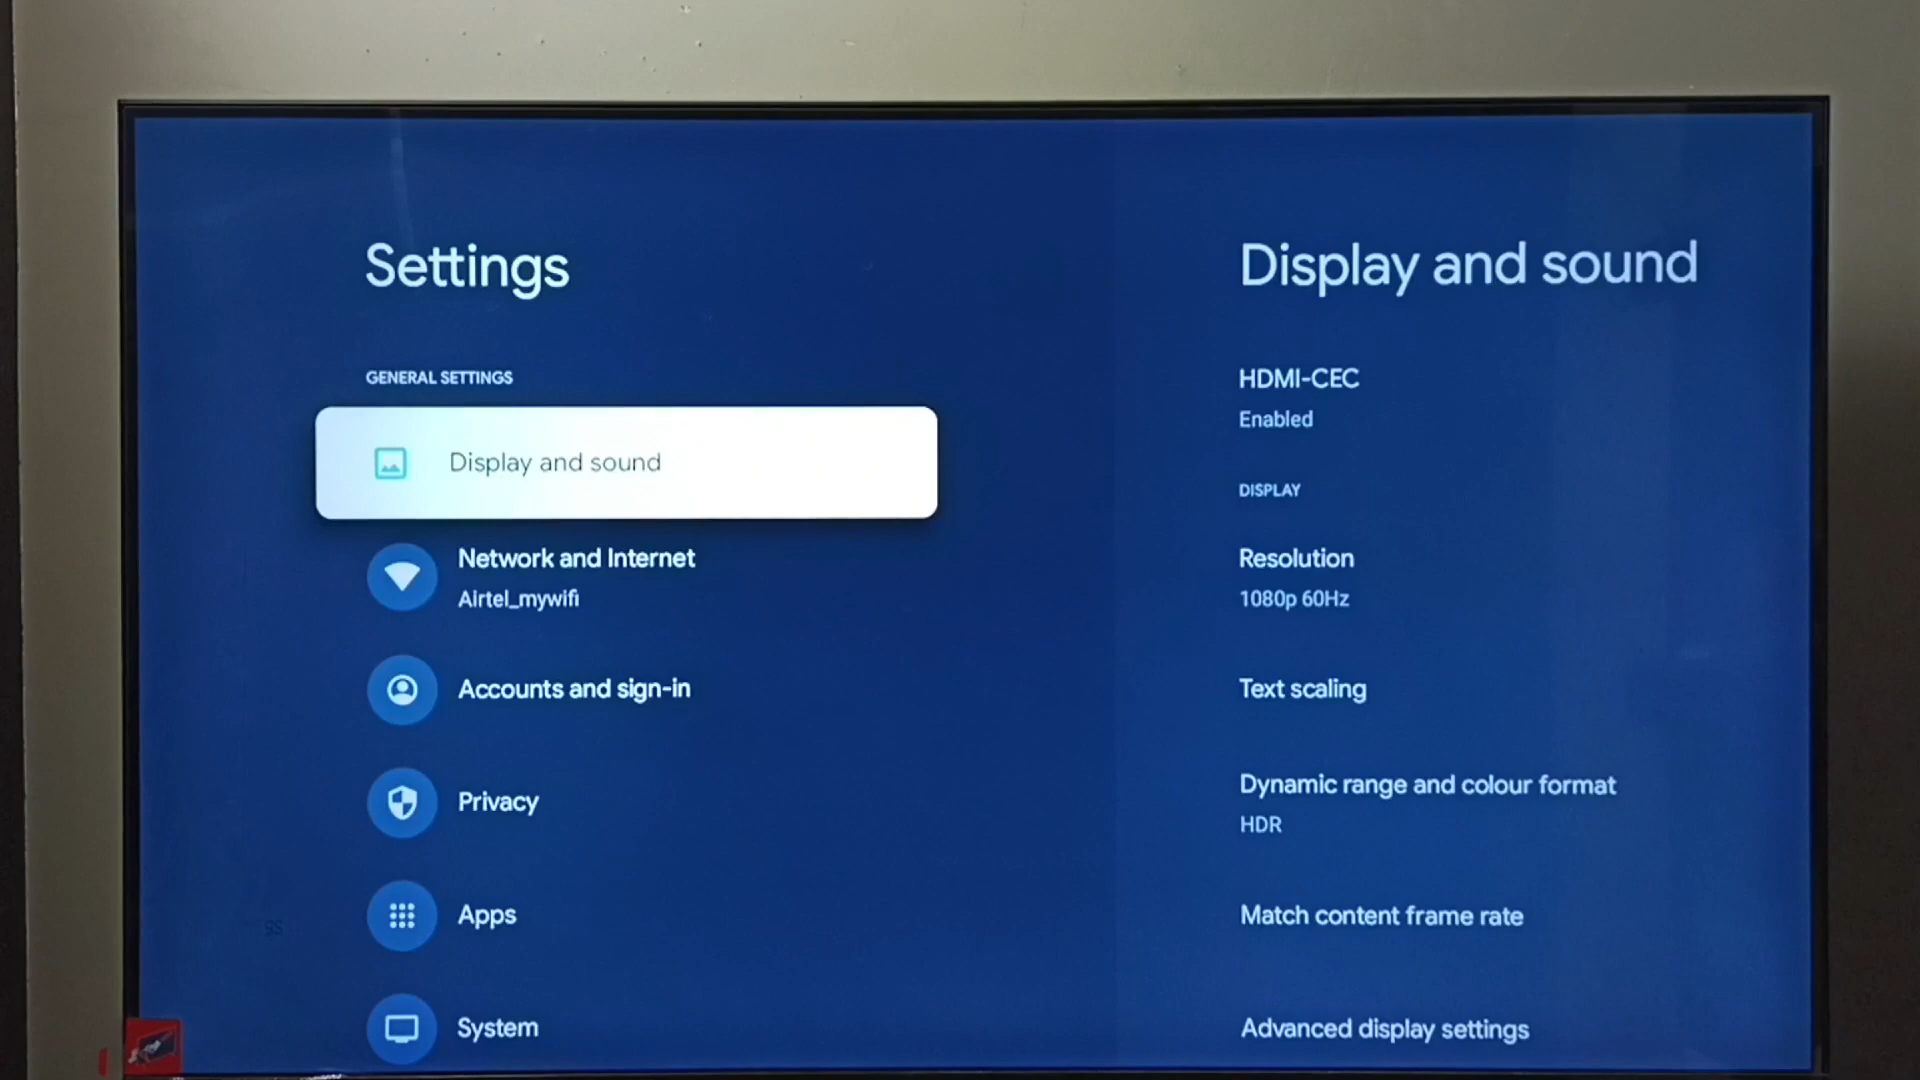 Settings
GENERAL SETTINGS
Display and sound
Network and Internet
Airtel_mywifi
Accounts and sign-in
Privacy
Apps
System
Display and sound
HDMI-CEC
Enabled
DISPLAY
Resolution
1080p 60Hz
Text scaling
Dynamic range and colour format
HDR
Match content frame rate
Advanced display settings